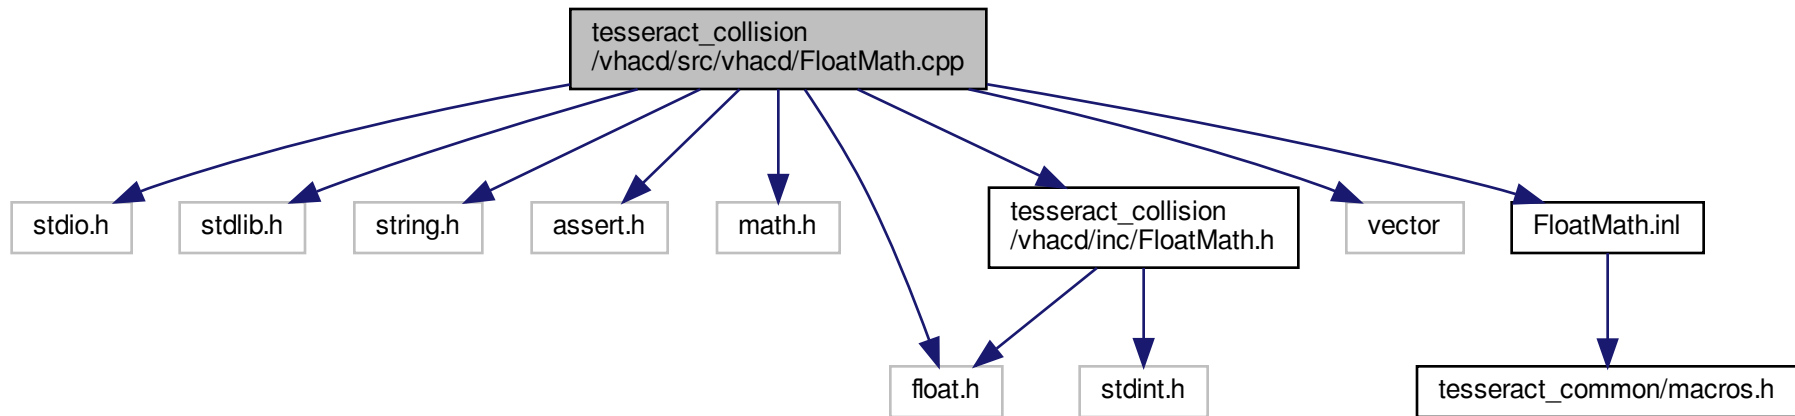 tesseract_collision
/vhacd/src/vhacd/FloatMath.cpp
stdio.h
stdlib.h
string.h
assert.h
math.h
tesseract_collision
/vhacd/inc/FloatMath.h
vector
FloatMath.inl
float.h
stdint.h
tesseract_common/macros.h